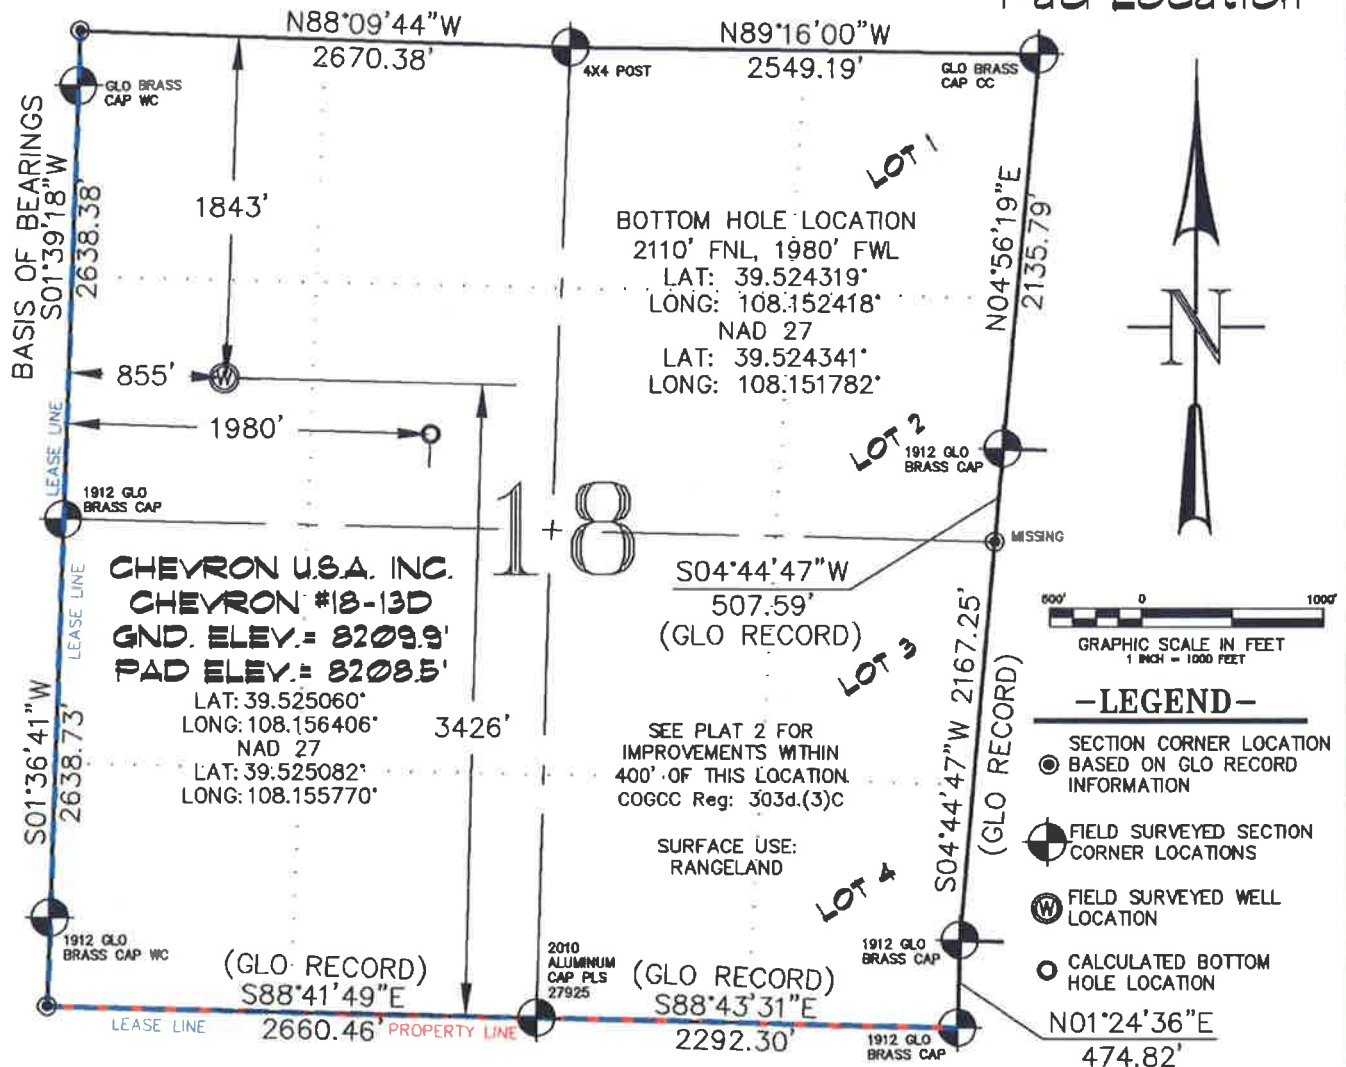 Pad Location
N88°09'44"W
2670.38'
N89°16'00"W
2549.19'
GLO BRASS
CAP WC
4X4 POST
GLO BRASS
CAP CC
BASIS OF BEARINGS
S01°39'18"W
2638.38'
1843'
LOT 1
BOTTOM HOLE LOCATION
2110' FNL, 1980' FWL
LAT: 39.524319°
LONG: 108.152418°
NAD 27
LAT: 39.524341°
LONG: 108.151782°
N04°56'19"E
2135.79'
N
855'
W
1980'
LEASE LINE
LOT 2
1912 GLO
BRASS CAP
1912 GLO
BRASS CAP
18
MISSING
CHEVRON U.S.A. INC.
CHEVRON #18-13D
GND. ELEV.= 8209.9'
PAD ELEV.= 8208.5'
LAT: 39.525060°
LONG: 108.156406°
NAD 27
LAT: 39.525082°
LONG: 108.155770°
LEASE LINE
S04°44'47"W
507.59'
(GLO RECORD)
LOT 3
3426'
SEE PLAT 2 FOR
IMPROVEMENTS WITHIN
400' OF THIS LOCATION.
COGCC Reg: 303d.(3)C
SURFACE USE:
RANGELAND
LOT 4
S04°44'47"W 2167.25'
(GLO RECORD)
S01°36'41"W
2638.73'
1912 GLO
BRASS CAP WC
(GLO RECORD)
S88°41'49"E
2660.46'
LEASE LINE
PROPERTY LINE
2010
ALUMINUM
CAP PLS
27925
(GLO RECORD)
S88°43'31"E
2292.30'
1912 GLO
BRASS CAP
1912 GLO
BRASS CAP
N01°24'36"E
474.82'
0 1000'
GRAPHIC SCALE IN FEET
1 INCH = 1000 FEET
-LEGEND-
SECTION CORNER LOCATION
BASED ON GLO RECORD
INFORMATION
FIELD SURVEYED SECTION
CORNER LOCATIONS
W
FIELD SURVEYED WELL
LOCATION
CALCULATED BOTTOM
HOLE LOCATION